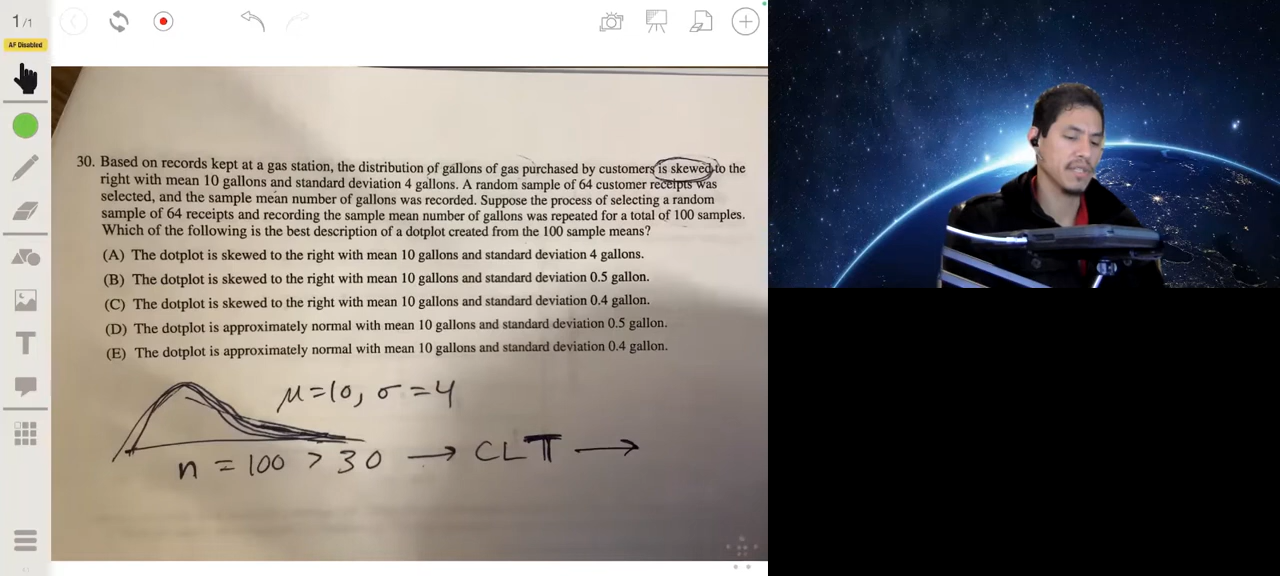 1/1
AF Disabled
30. Based on records kept at a gas station, the distribution of gallons of gas purchased by customers is skewed to the
right with mean 10 gallons and standard deviation 4 gallons. A random sample of 64 customer receipts was
selected, and the sample mean number of gallons was recorded. Suppose the process of selecting a random
sample of 64 receipts and recording the sample mean number of gallons was repeated for a total of 100 samples.
Which of the following is the best description of a dotplot created from the 100 sample means?
(A) The dotplot is skewed to the right with mean 10 gallons and standard deviation 4 gallons.
(B) The dotplot is skewed to the right with mean 10 gallons and standard deviation 0.5 gallon.
(C) The dotplot is skewed to the right with mean 10 gallons and standard deviation 0.4 gallon.
(D) The dotplot is approximately normal with mean 10 gallons and standard deviation 0.5 gallon.
(E) The dotplot is approximately normal with mean 10 gallons and standard deviation 0.4 gallon.
μ=10, σ=4
n = 100 > 30 → CLT →